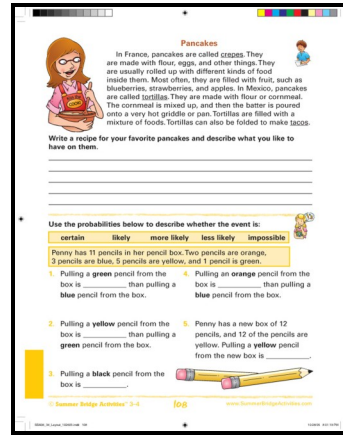 Pancakes
In France, pancakes are called crepes. They
are made with flour, eggs, and other things. They
are usually rolled up with different kinds of food
inside them. Most often, they are filled with fruit, such as
blueberries, strawberries, and apples. In Mexico, pancakes
are called tortillas. They are made with flour or cornmeal.
The cornmeal is mixed up, and then the batter is poured
onto a very hot griddle or pan. Tortillas are filled with a
mixture of foods. Tortillas can also be folded to make tacos.
Write a recipe for your favorite pancakes and describe what you like to
have on them.
Use the probabilities below to describe whether the event is:
certain likely more likely less likely impossible
Penny has 11 pencils in her pencil box. Two pencils are orange,
3 pencils are blue, 5 pencils are yellow, and 1 pencil is green.
1. Pulling a green pencil from the
box is __________ than pulling a
blue pencil from the box.
2. Pulling a yellow pencil from the
box is __________ than pulling a
green pencil from the box.
3. Pulling a black pencil from the
box is __________.
4. Pulling an orange pencil from the
box is __________ than pulling a
blue pencil from the box.
5. Penny has a new box of 12
pencils, and 12 of the pencils are
yellow. Pulling a yellow pencil
from the new box is __________.
© Summer Bridge Activities™ 3–4
108
www.SummerBridgeActivities.com